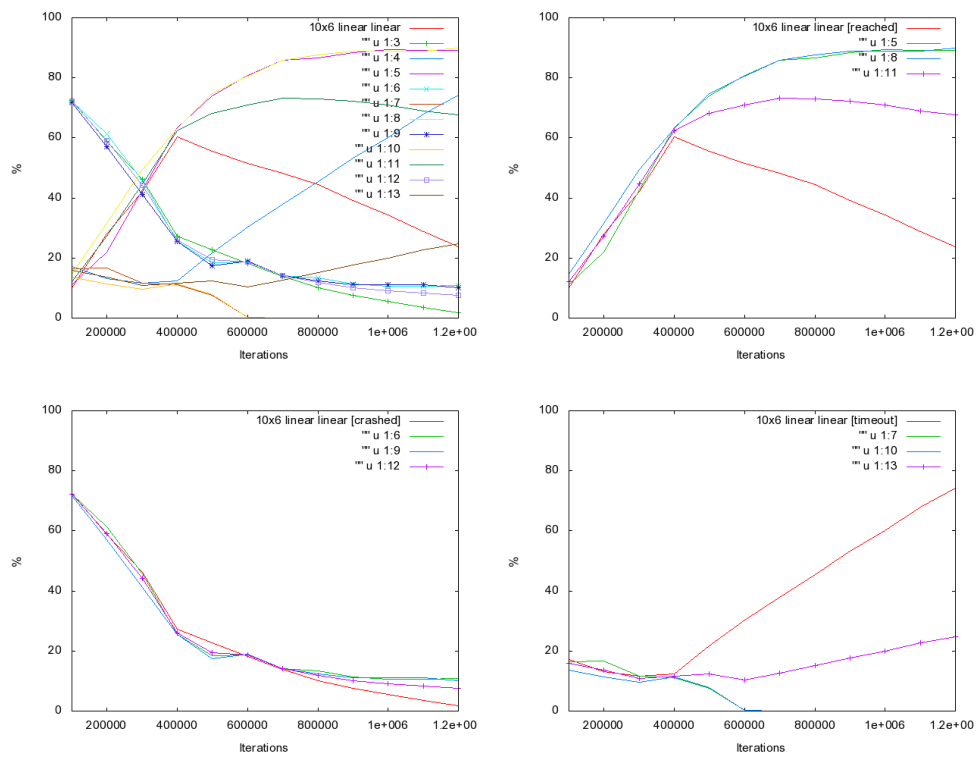 100
80
60
40
20
0
%
200000 400000 600000 800000 1e+006 1.2e+00
Iterations
10x6 linear linear
"" u 1:3
"" u 1:4
"" u 1:5
"" u 1:6
"" u 1:7
"" u 1:8
"" u 1:9
"" u 1:10
"" u 1:11
"" u 1:12
"" u 1:13
100
80
60
40
20
0
%
200000 400000 600000 800000 1e+006 1.2e+00
Iterations
10x6 linear linear [reached]
"" u 1:5
"" u 1:8
"" u 1:11
100
80
60
40
20
0
%
200000 400000 600000 800000 1e+006 1.2e+00
Iterations
10x6 linear linear [crashed]
"" u 1:6
"" u 1:9
"" u 1:12
100
80
60
40
20
0
%
200000 400000 600000 800000 1e+006 1.2e+00
Iterations
10x6 linear linear [timeout]
"" u 1:7
"" u 1:10
"" u 1:13